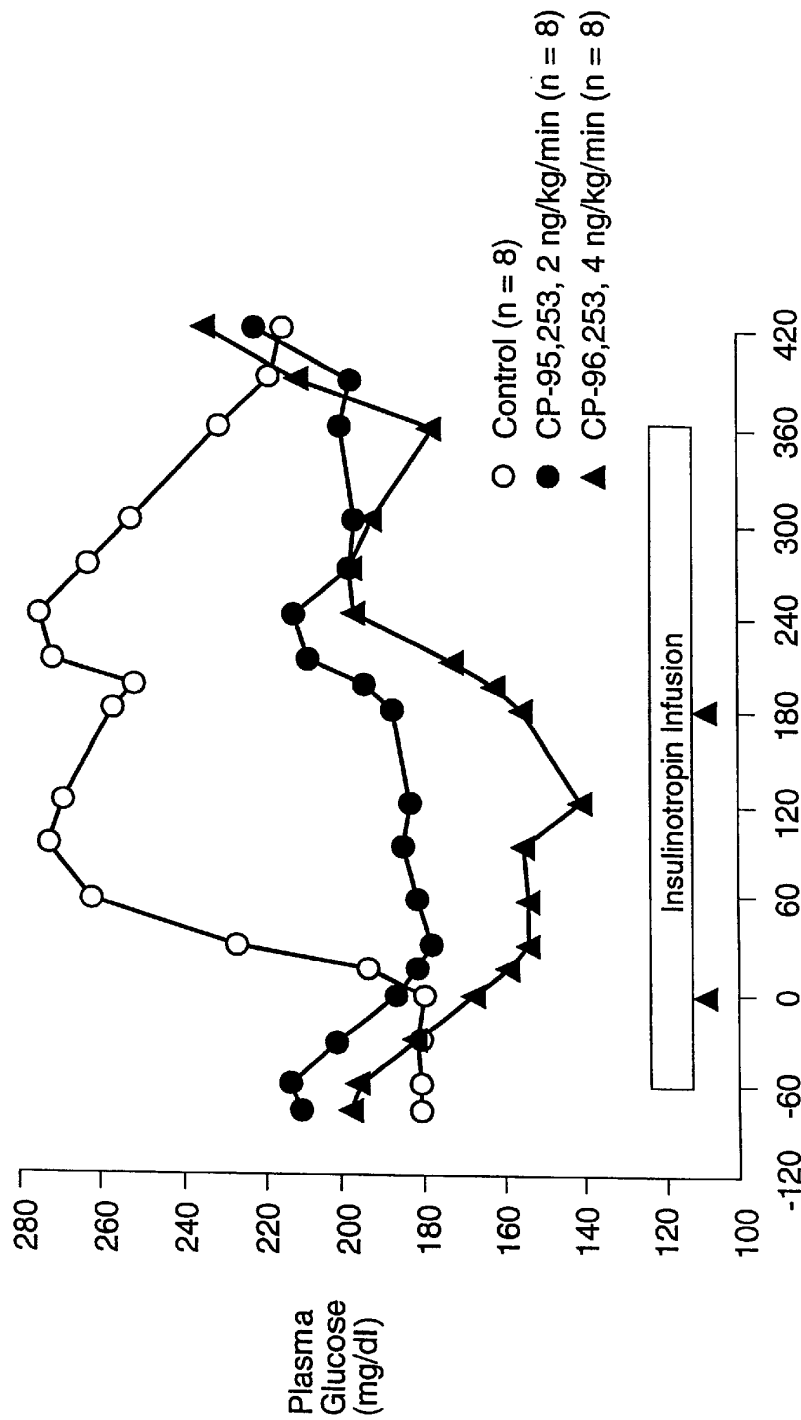 280
260
240
220
200
180
160
140
120
100
Plasma
Glucose
(mg/dl)
Control (n = 8)
CP-95,253, 2 ng/kg/min (n = 8)
CP-96,253, 4 ng/kg/min (n = 8)
Insulinotropin Infusion
-120
-60
0
60
120
180
240
300
360
420